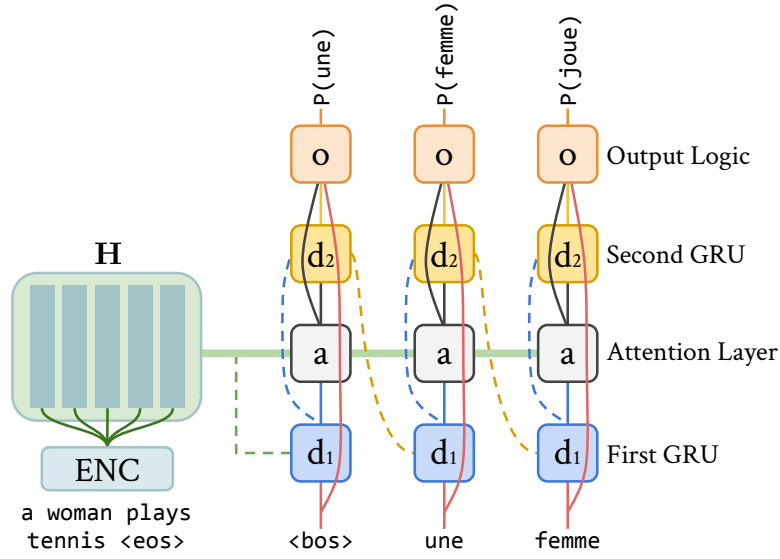 P(une)
P(femme)
P(joue)
o
o
o
Output Logic
H
d₂
d₂
d₂
Second GRU
a
a
a
Attention Layer
d₁
d₁
d₁
First GRU
ENC
a woman plays
tennis <eos>
<bos>
une
femme